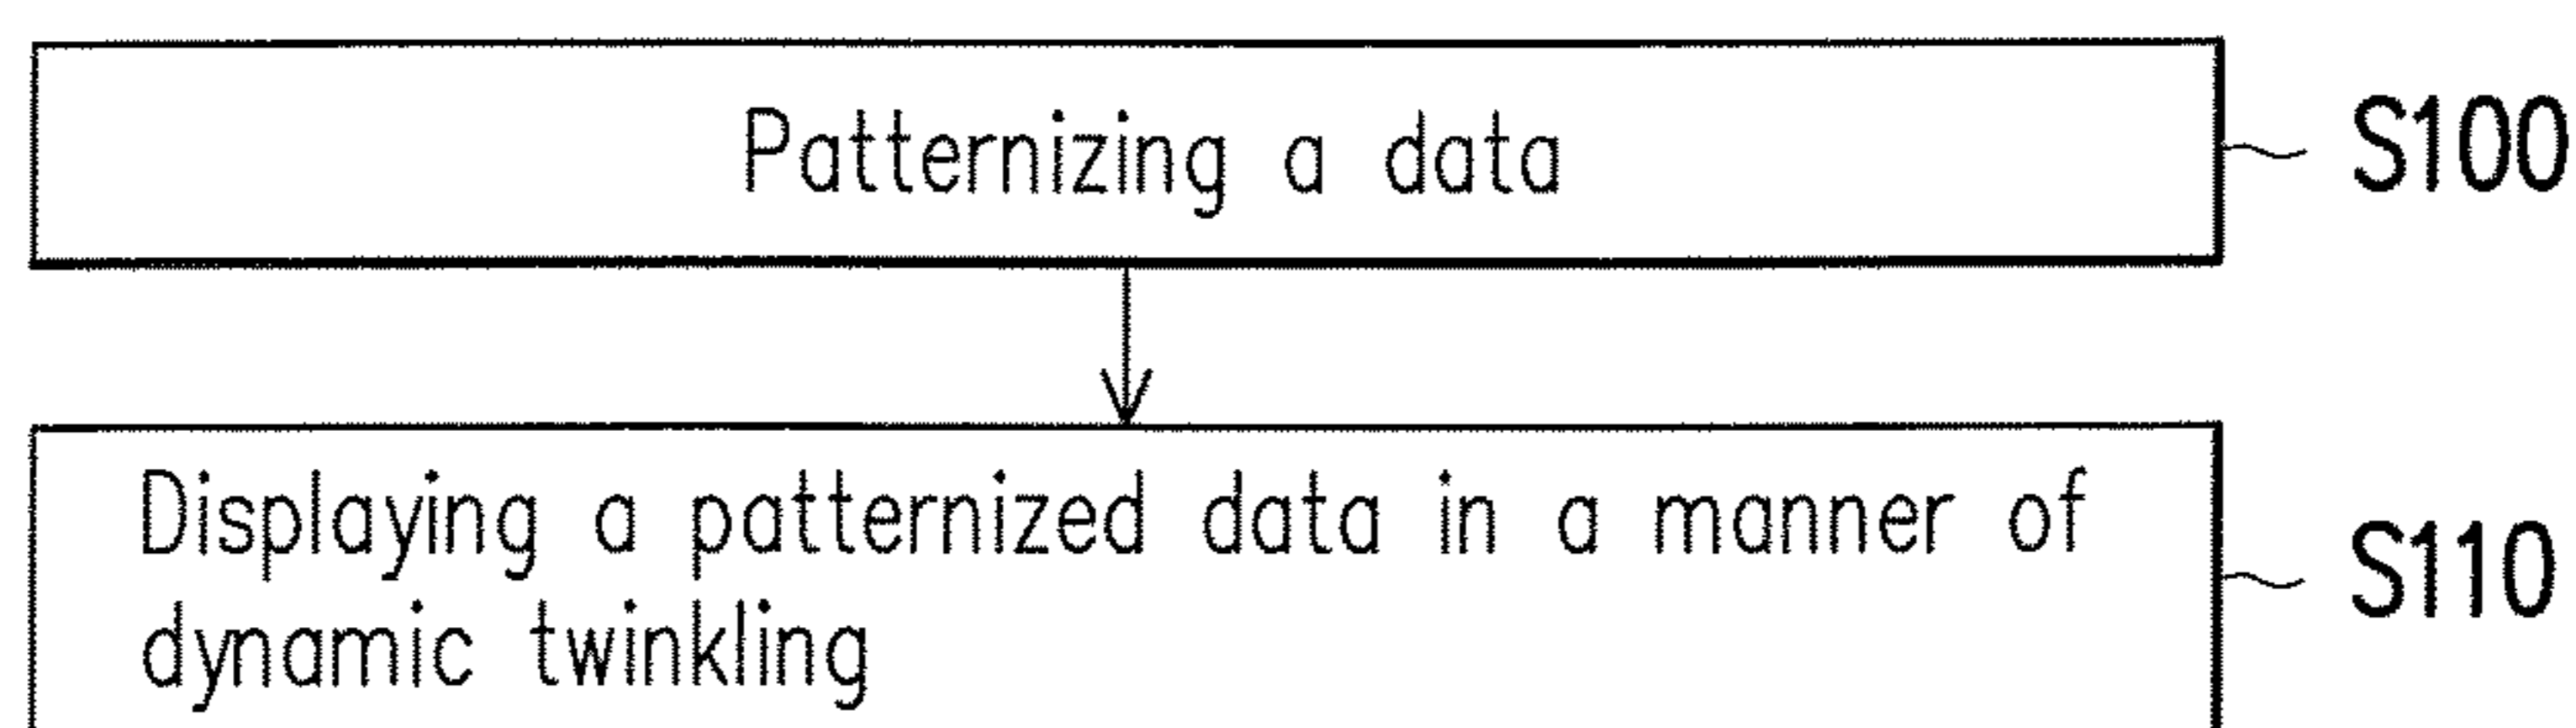 Patternizing a data
S100
Displaying a patternized data in a manner of
dynamic twinkling
S110